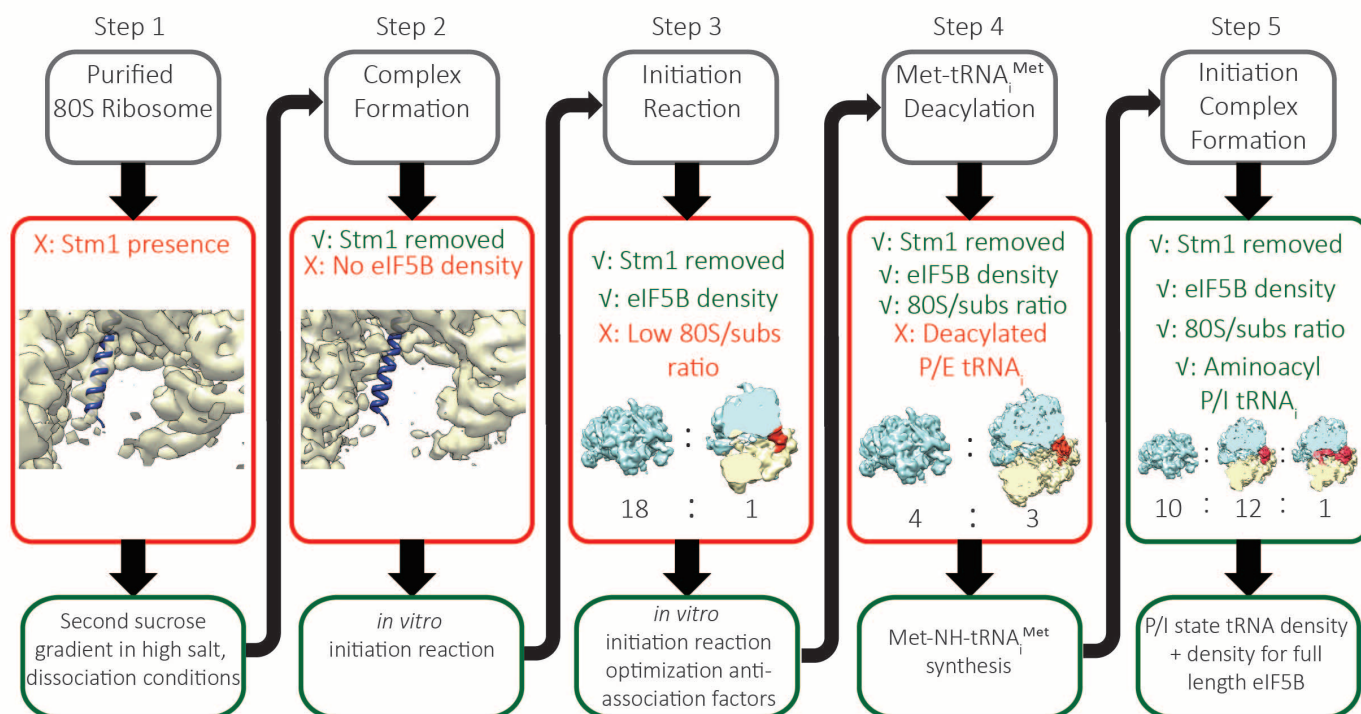 Step 1
Purified
80S Ribosome
X: Stm1 presence
Second sucrose
gradient in high salt,
dissociation conditions
Step 2
Complex
Formation
√: Stm1 removed
X: No eIF5B density
in vitro
initiation reaction
Step 3
Initiation
Reaction
√: Stm1 removed
√: eIF5B density
X: Low 80S/subs
ratio
:
18 : 1
in vitro
initiation reaction
optimization anti-
association factors
Step 4
Met-tRNAiMet
Deacylation
√: Stm1 removed
√: eIF5B density
√: 80S/subs ratio
X: Deacylated
P/E tRNAi
:
4 : 3
Met-NH-tRNAiMet
synthesis
Step 5
Initiation
Complex
Formation
√: Stm1 removed
√: eIF5B density
√: 80S/subs ratio
√: Aminoacyl
P/I tRNAi
: :
10 : 12 : 1
P/I state tRNA density
+ density for full
length eIF5B